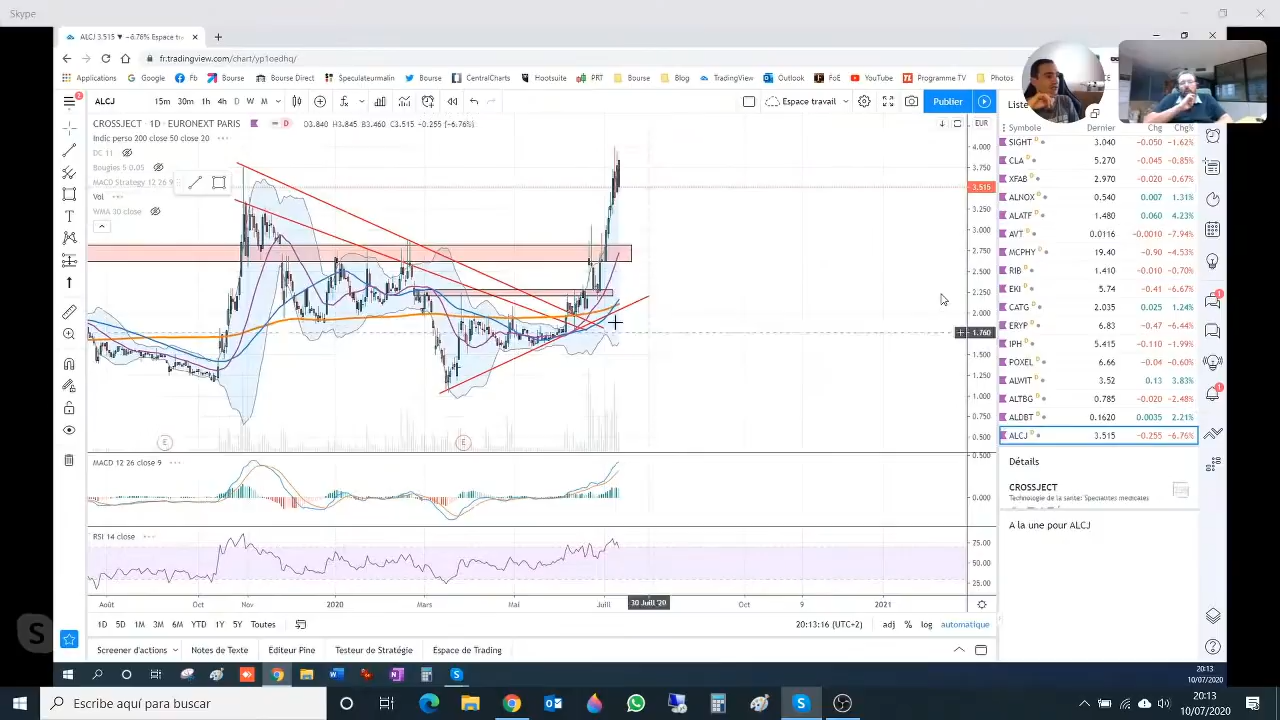 Skype
ALCJ 3.515 ▼ −6.76% Espace tr
fr.tradingview.com/chart/yp1oedhq/
Applications Google Fb Bourse Bourse Direct Speculateurmalin Bourse CentralCharts Hootsuite PRT Bourse Blog TradingView Outlook FoE YouTube Programme TV Photos
ALCJ 15m 30m 1h 4h D W M Espace travail Publier Liste
CROSSJECT · 1D · EURONEXT PARIS D O3.840 H3.845 B3.460 C3.515 −0.255 (−6.76%) EUR
Indic perso 200 close 50 close 20
DC 11
Bougies 5 0.05
MACD Strategy 12 26 9
Vol
WMA 30 close
4.000
3.750
3.515
3.250
3.000
2.750
2.500
2.250
2.000
1.760
1.500
1.250
1.000
0.750
0.500
E E
MACD 12 26 close 9
0.500
0.000
RSI 14 close
75.00
50.00
25.00
Août Oct Nov 2020 Mars Mai Juill 30 Juill '20 Oct 9 2021
1D 5D 1M 3M 6M YTD 1Y 5Y Toutes 20:13:16 (UTC+2) adj % log automatique
Screener d'actions Notes de Texte Éditeur Pine Testeur de Stratégie Espace de Trading
Symbole Dernier Chg Chg%
SIGHT 3.040 −0.050 −1.62%
CLA 5.270 −0.045 −0.85%
XFAB 2.970 −0.020 −0.67%
ALNOX 0.540 0.007 1.31%
ALATF 1.480 0.060 4.23%
AVT 0.0116 −0.0010 −7.94%
MCPHY 19.40 −0.90 −4.53%
RIB 1.410 −0.010 −0.70%
EKI 5.74 −0.41 −6.67%
CATG 2.035 0.025 1.24%
ERYP 6.83 −0.47 −6.44%
IPH 5.415 −0.110 −1.99%
POXEL 6.66 −0.04 −0.60%
ALWIT 3.52 0.13 3.83%
ALTBG 0.785 −0.020 −2.48%
ALDBT 0.1620 0.0035 2.21%
ALCJ 3.515 −0.255 −6.76%
Détails
CROSSJECT
Technologie de la santé: Spécialités médicales
A la une pour ALCJ
20:13
10/07/2020
Escribe aquí para buscar
20:13
10/07/2020